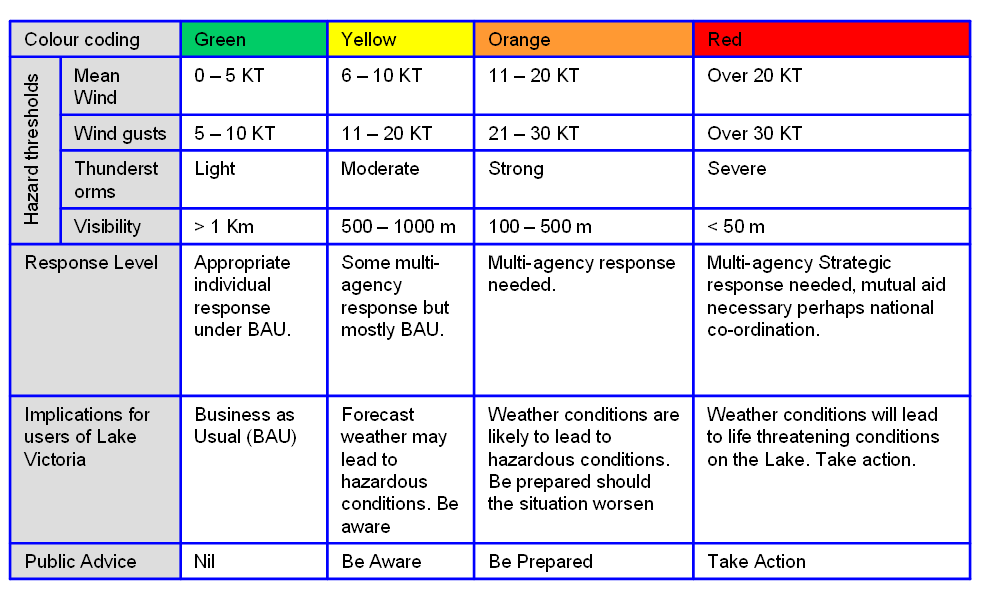 Colour coding Green Yellow Orange Red
Hazard thresholds
Mean
Wind
0 – 5 KT 6 – 10 KT 11 – 20 KT Over 20 KT
Wind gusts 5 – 10 KT 11 – 20 KT 21 – 30 KT Over 30 KT
Thunderst
orms
Light Moderate Strong Severe
Visibility > 1 Km 500 – 1000 m 100 – 500 m < 50 m
Response Level
Appropriate
individual
response
under BAU.
Some multi-
agency
response but
mostly BAU.
Multi-agency response
needed.
Multi-agency Strategic
response needed, mutual aid
necessary perhaps national
co-ordination.
Implications for
users of Lake
Victoria
Business as
Usual (BAU)
Forecast
weather may
lead to
hazardous
conditions. Be
aware
Weather conditions are
likely to lead to
hazardous conditions.
Be prepared should
the situation worsen
Weather conditions will lead
to life threatening conditions
on the Lake. Take action.
Public Advice Nil Be Aware Be Prepared Take Action